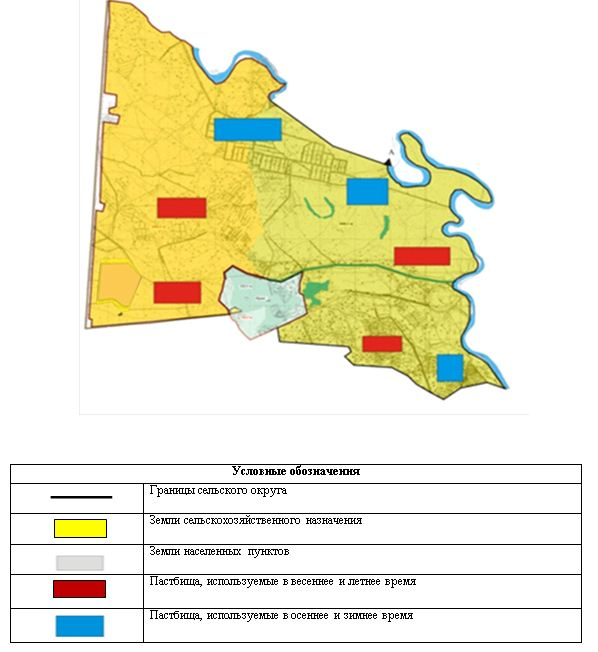 А
Условные обозначения
Границы сельского округа
Земли сельскохозяйственного назначения
Земли населенных пунктов
Пастбища, используемые в весеннее и летнее время
Пастбища, используемые в осеннее и зимнее время